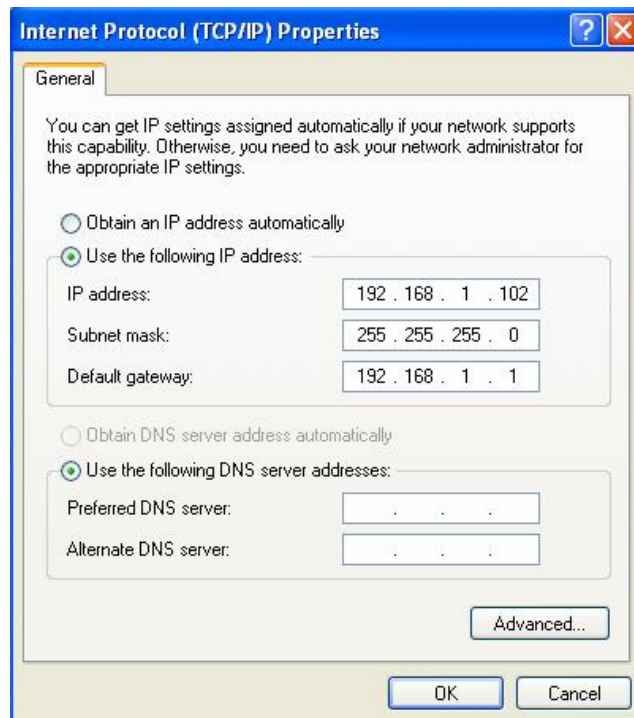 Internet Protocol (TCP/IP) Properties
General
You can get IP settings assigned automatically if your network supports
this capability. Otherwise, you need to ask your network administrator for
the appropriate IP settings.
Obtain an IP address automatically
Use the following IP address:
IP address: 192 . 168 . 1 . 102
Subnet mask: 255 . 255 . 255 . 0
Default gateway: 192 . 168 . 1 . 1
Obtain DNS server address automatically
Use the following DNS server addresses:
Preferred DNS server: . . .
Alternate DNS server: . . .
Advanced...
OK Cancel